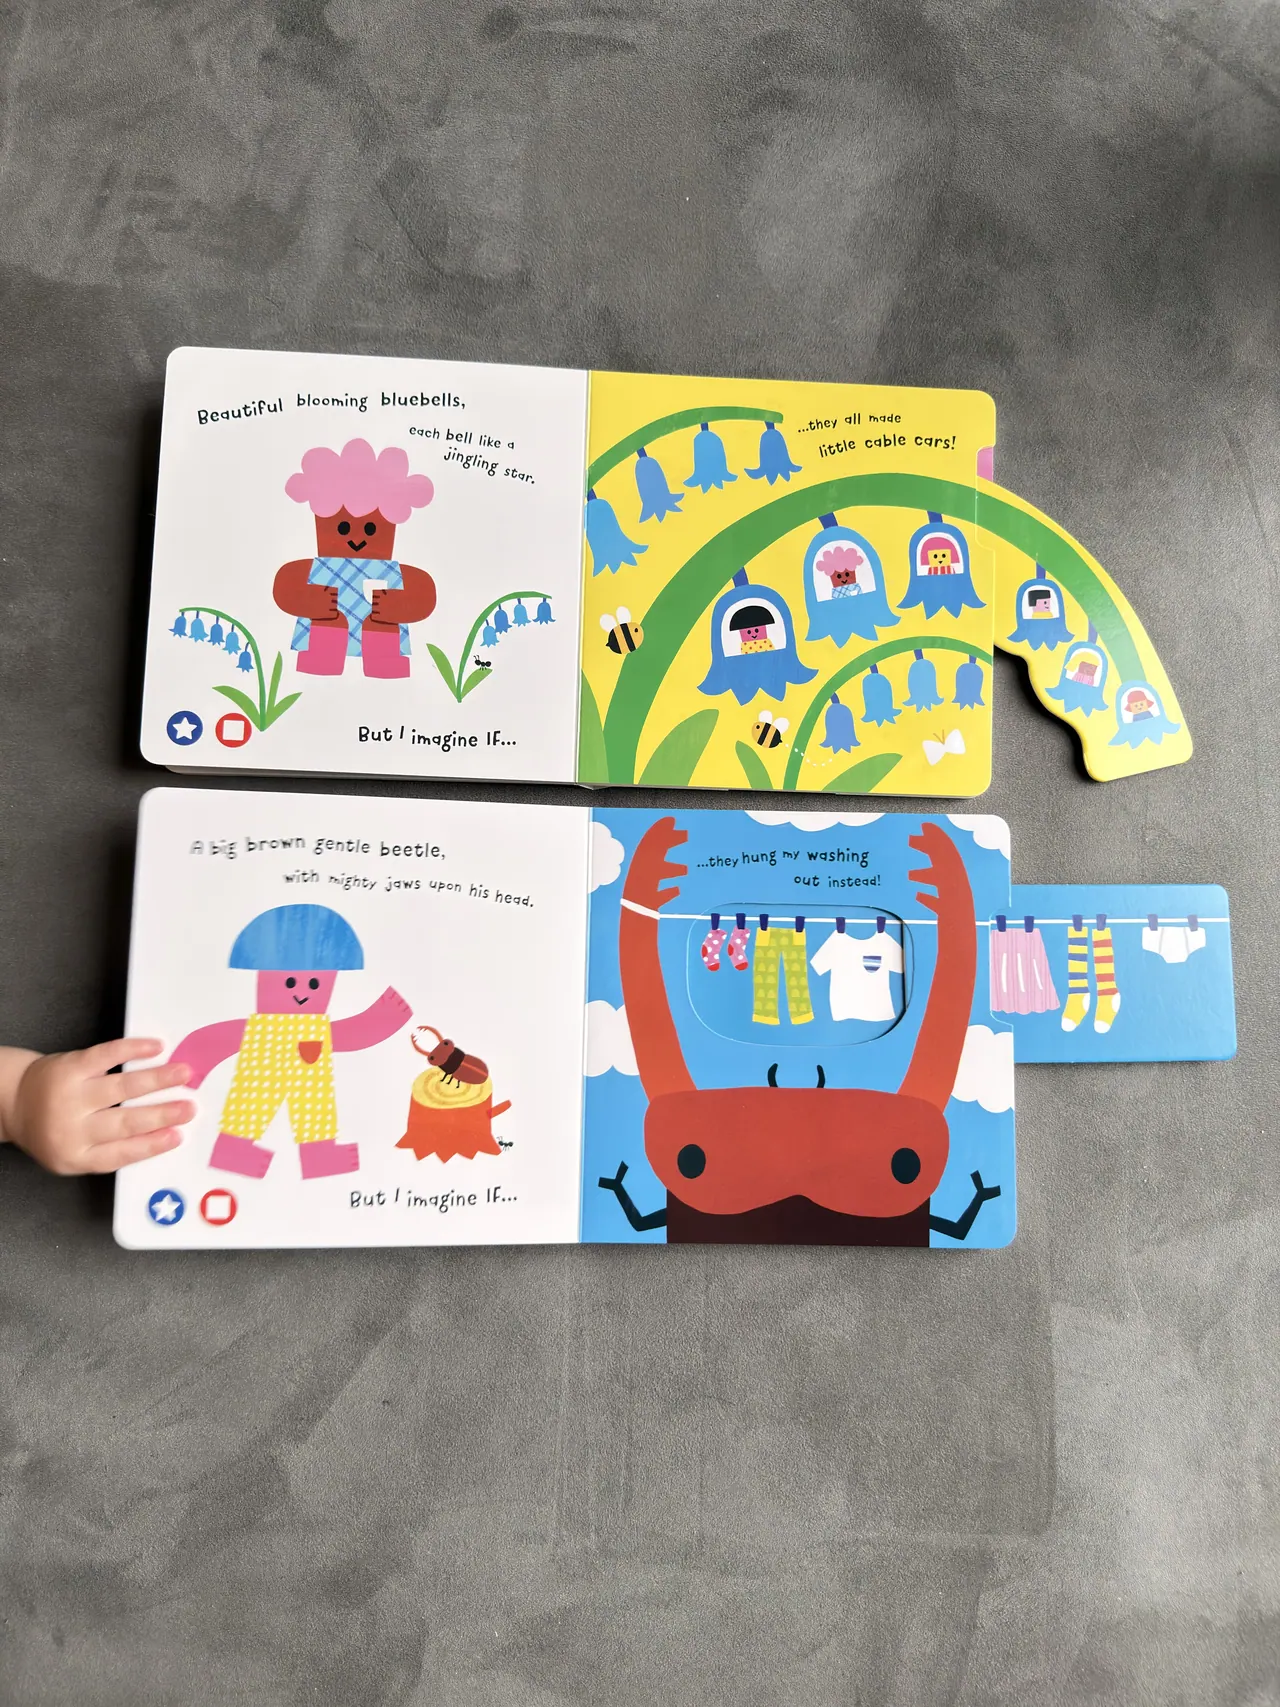 Beautiful blooming bluebells,
each bell like a
jingling star.
But I imagine IF...
...they all made
little cable cars!
A big brown gentle beetle,
with mighty jaws upon his head.
But I imagine IF...
...they hung my washing
out instead!